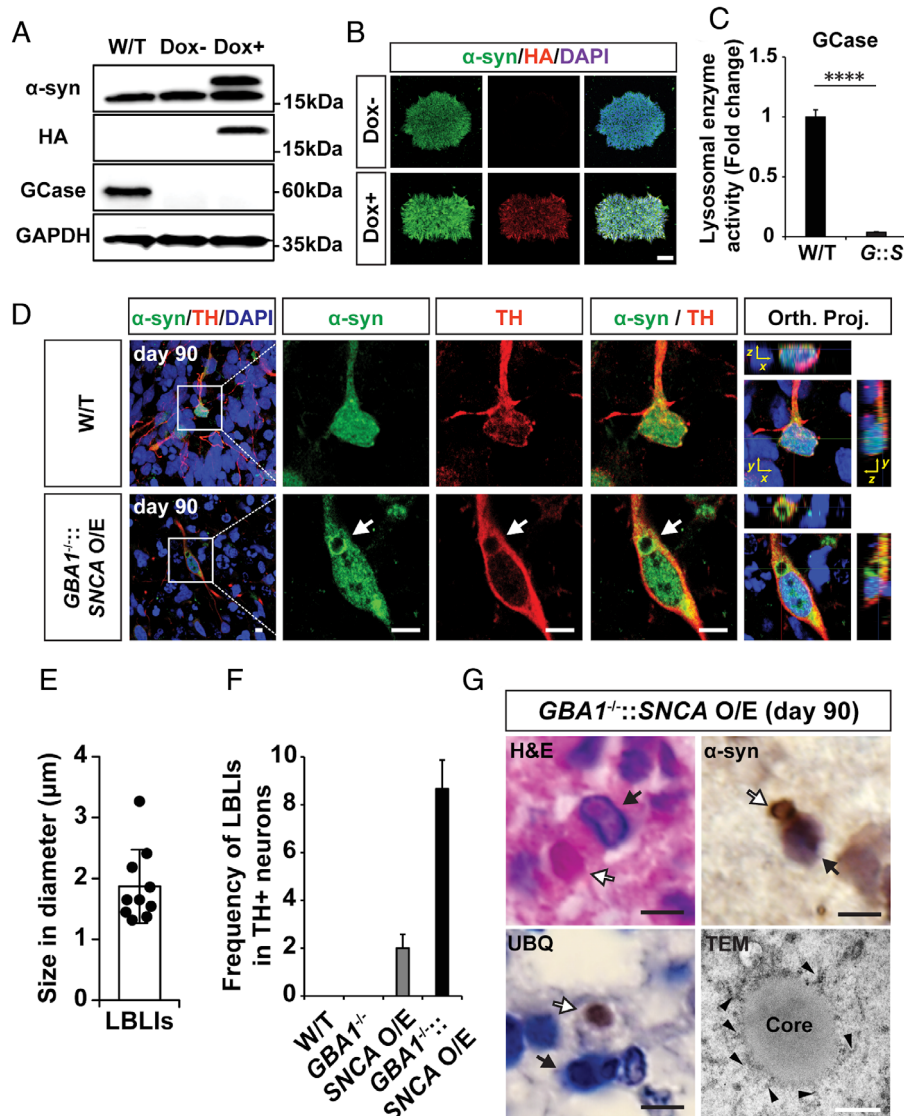 A
W/T Dox- Dox+
α-syn
15kDa
HA
15kDa
GCase
60kDa
GAPDH
35kDa
B
α-syn/HA/DAPI
Dox-
Dox+
C
GCase
Lysosomal enzyme
activity (Fold change)
1.5
1
0.5
0
****
W/T G::S
D
α-syn/TH/DAPI α-syn TH α-syn / TH Orth. Proj.
W/T
day 90
z
x
y
x
y
z
GBA1-/-::
SNCA O/E
day 90
E
Size in diameter (μm)
4
3
2
1
0
LBLIs
F
Frequency of LBLIs
in TH+ neurons
10
8
6
4
2
0
W/T
GBA1-/-
SNCA O/E
GBA1-/-::
SNCA O/E
G
GBA1-/-::SNCA O/E (day 90)
H&E
α-syn
UBQ
TEM
Core